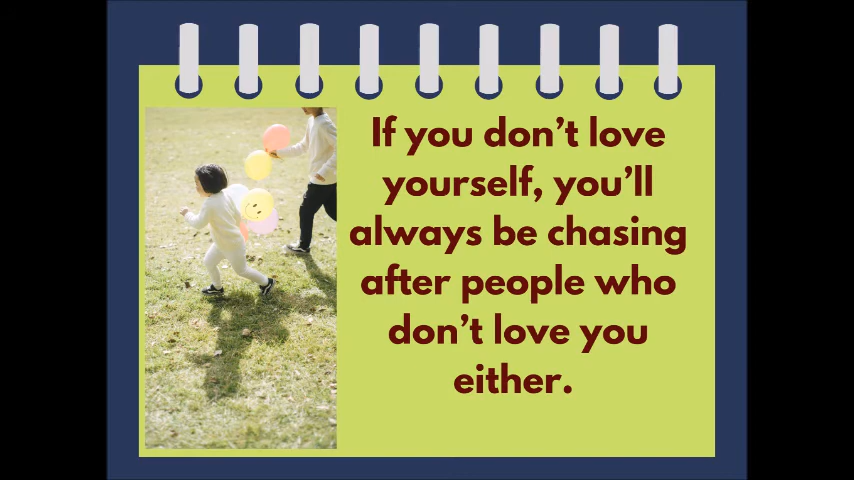 If you don’t love
yourself, you’ll
always be chasing
after people who
don’t love you
either.